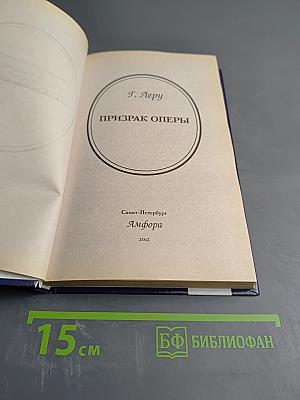 Г. Леру
ПРИЗРАК ОПЕРЫ
Санкт-Петербург
Амфора
2012
15 см
БФ БИБЛИОФАН